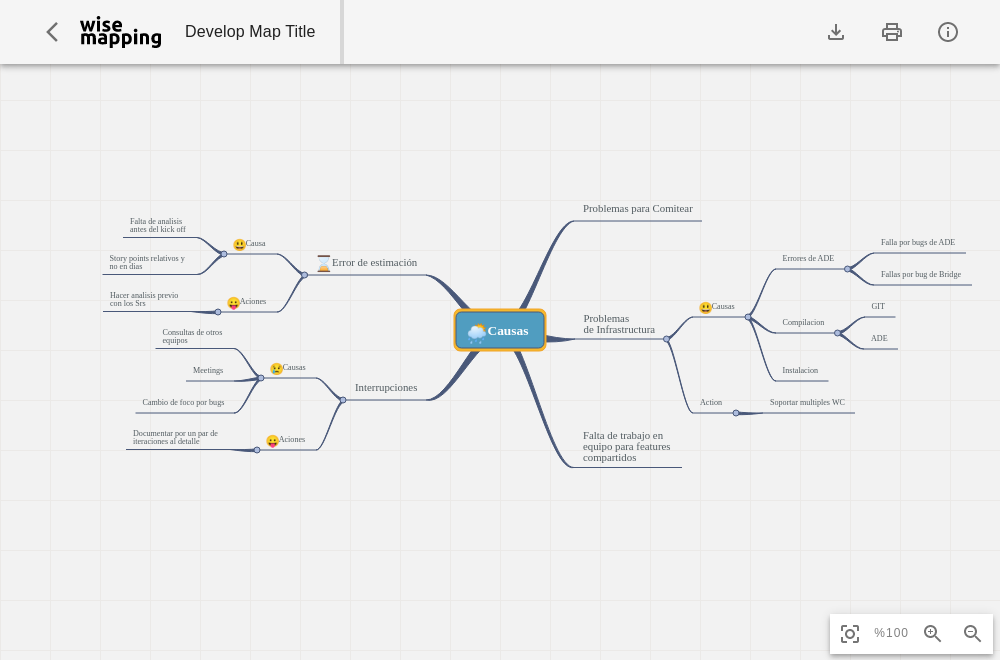 wise
mapping
Develop Map Title
Falta de analisis
antes del kick off
Causa
Story points relativos y
no en dias
Error de estimación
Hacer analisis previo
con los Srs
Aciones
Consultas de otros
equipos
Meetings
Causas
Cambio de foco por bugs
Interrupciones
Documentar por un par de
iteraciones al detalle
Aciones
Causas
Problemas para Comitear
Problemas
de Infrastructura
Causas
Errores de ADE
Falla por bugs de ADE
Fallas por bug de Bridge
Compilacion
GIT
ADE
Instalacion
Action
Soportar multiples WC
Falta de trabajo en
equipo para features
compartidos
%100